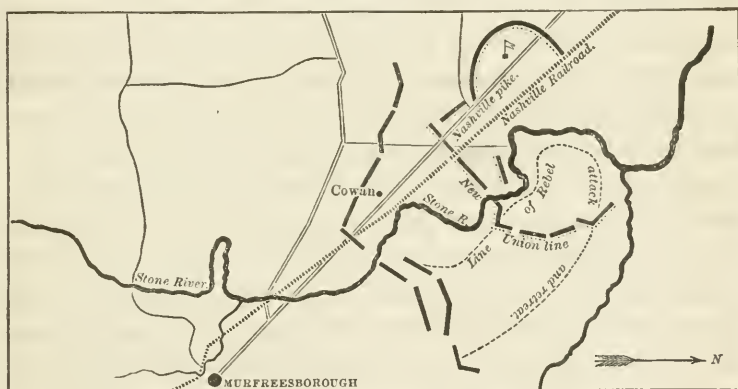 Nashville pike.
Nashville Railroad.
Cowan
New
Stone R.
Line of Rebel attack and retreat.
Union line
Stone River.
MURFREESBOROUGH
N